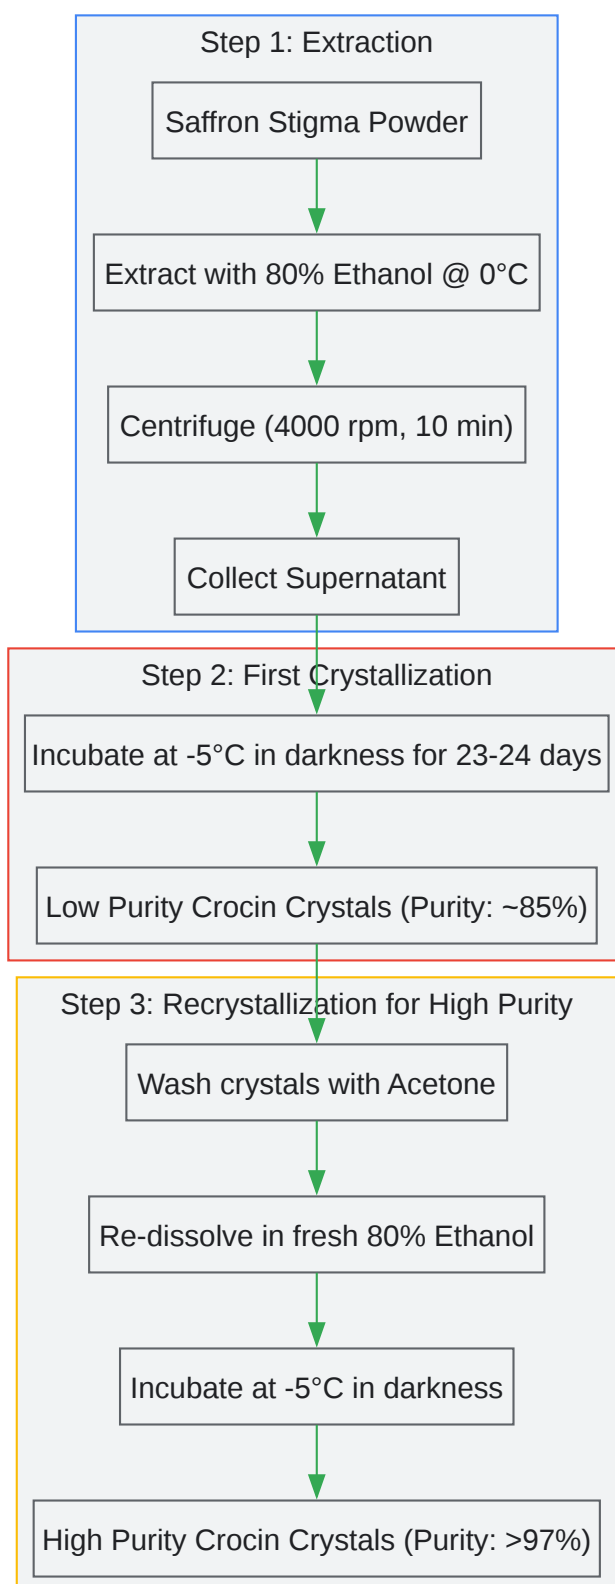 Step 1: Extraction
Saffron Stigma Powder
Extract with 80% Ethanol @ 0°C
Centrifuge (4000 rpm, 10 min)
Collect Supernatant
Step 2: First Crystallization
Incubate at -5°C in darkness for 23-24 days
Low Purity Crocin Crystals (Purity: ~85%)
Step 3: Recrystallization for High Purity
Wash crystals with Acetone
Re-dissolve in fresh 80% Ethanol
Incubate at -5°C in darkness
High Purity Crocin Crystals (Purity: >97%)